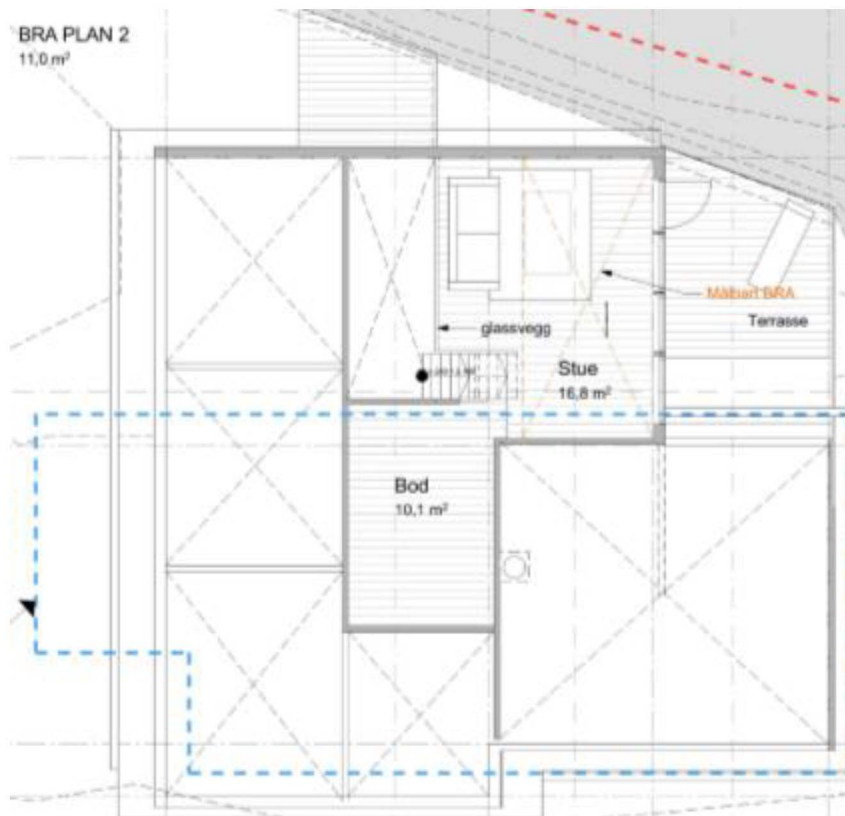 BRA PLAN 2
11,0 m²
Målbart BRA
Terrasse
glassvegg
Stue
16,8 m²
Bod
10,1 m²